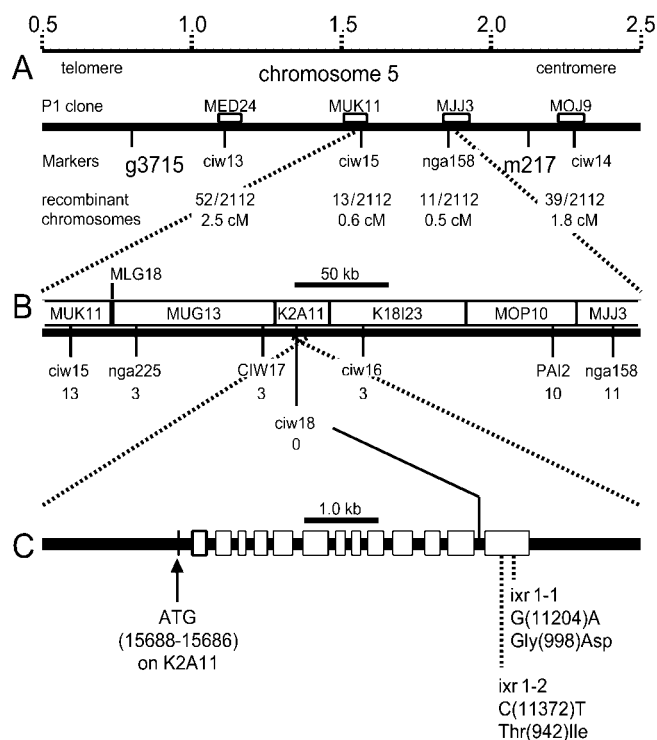 0.5 1.0 1.5 2.0 2.5
A telomere chromosome 5 centromere
P1 clone MED24 MUK11 MJJ3 MOJ9
Markers g3715 ciw13 ciw15 nga158 m217 ciw14
recombinant 52/2112 13/2112 11/2112 39/2112
chromosomes 2.5 cM 0.6 cM 0.5 cM 1.8 cM
MLG18 50 kb
B MUK11 MUG13 K2A11 K18I23 MOP10 MJJ3
ciw15 nga225 CIW17 ciw16 PAI2 nga158
13 3 3 3 10 11
ciw18
0
1.0 kb
C
ATG
(15688-15686)
on K2A11
ixr 1-1
G(11204)A
Gly(998)Asp
ixr 1-2
C(11372)T
Thr(942)Ile